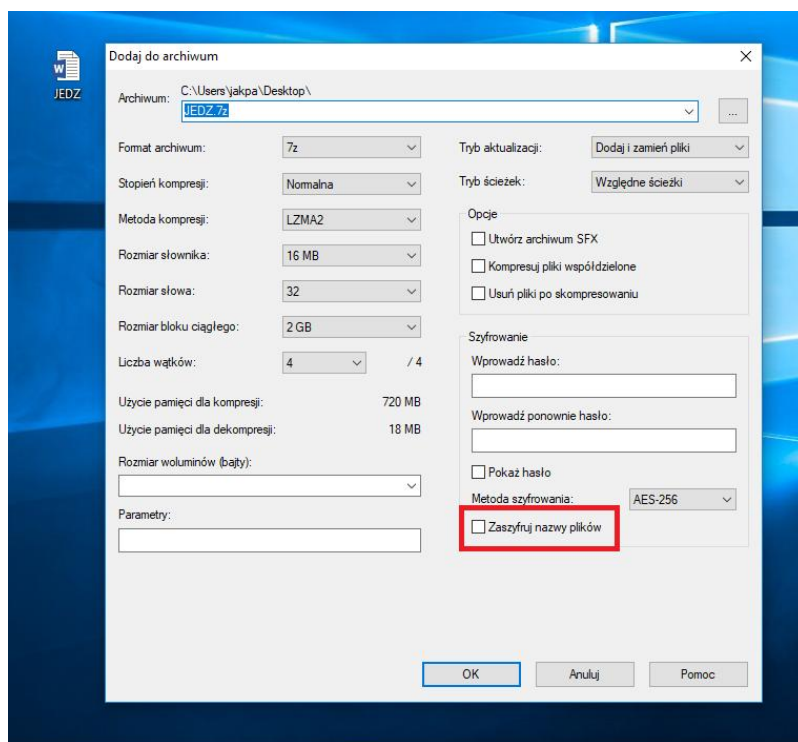 JEDZ
Dodaj do archiwum
Archiwum:
C:\Users\jakpa\Desktop\
JEDZ.7z
...
Format archiwum:
7z
Stopień kompresji:
Normalna
Metoda kompresji:
LZMA2
Rozmiar słownika:
16 MB
Rozmiar słowa:
32
Rozmiar bloku ciągłego:
2 GB
Liczba wątków:
4
/ 4
Użycie pamięci dla kompresji:
720 MB
Użycie pamięci dla dekompresji:
18 MB
Rozmiar woluminów (bajty):
Parametry:
Tryb aktualizacji:
Dodaj i zamień pliki
Tryb ścieżek:
Względne ścieżki
Opcje
Utwórz archiwum SFX
Kompresuj pliki współdzielone
Usuń pliki po skompresowaniu
Szyfrowanie
Wprowadź hasło:
Wprowadź ponownie hasło:
Pokaż hasło
Metoda szyfrowania:
AES-256
Zaszyfruj nazwy plików
OK
Anuluj
Pomoc